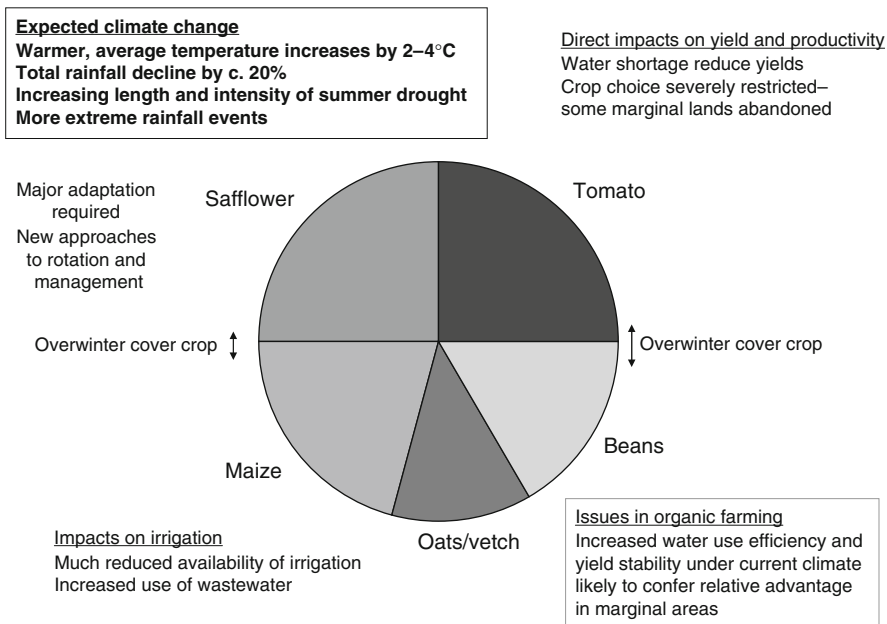 Expected climate change
Warmer, average temperature increases by 2–4°C
Total rainfall decline by c. 20%
Increasing length and intensity of summer drought
More extreme rainfall events
Direct impacts on yield and productivity
Water shortage reduce yields
Crop choice severely restricted–
some marginal lands abandoned
Major adaptation
required
New approaches
to rotation and
management
Safflower
Tomato
Overwinter cover crop
Overwinter cover crop
Maize
Beans
Oats/vetch
Impacts on irrigation
Much reduced availability of irrigation
Increased use of wastewater
Issues in organic farming
Increased water use efficiency and
yield stability under current climate
likely to confer relative advantage
in marginal areas